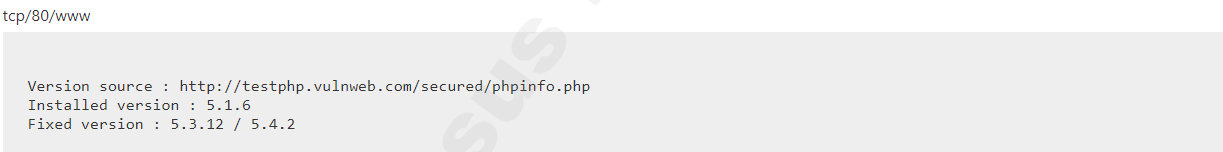 tcp/80/www
Version source : http://testphp.vulnweb.com/secured/phpinfo.php
Installed version : 5.1.6
Fixed version : 5.3.12 / 5.4.2